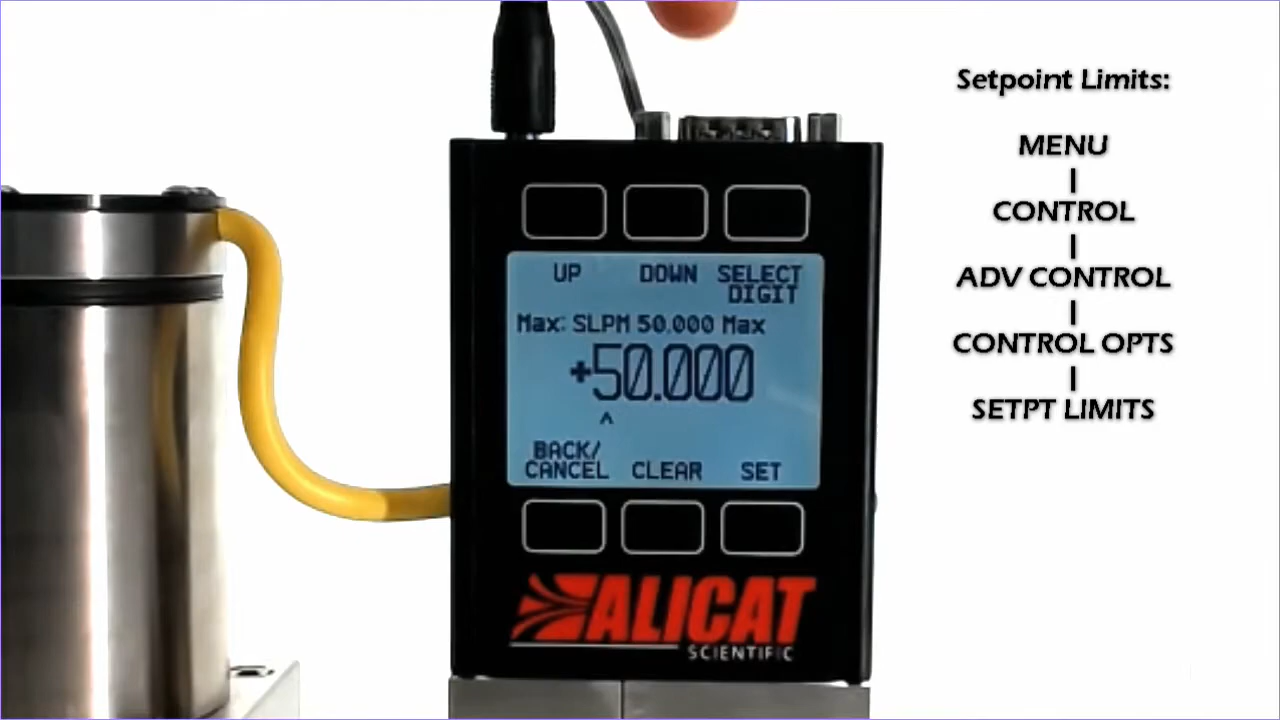 Setpoint Limits:
MENU
CONTROL
ADV CONTROL
CONTROL OPTS
SETPT LIMITS
UP DOWN SELECT DIGIT
Max: SLPM 50.000 Max
+50.000
^
BACK/CANCEL CLEAR SET
ALICAT
SCIENTIFIC